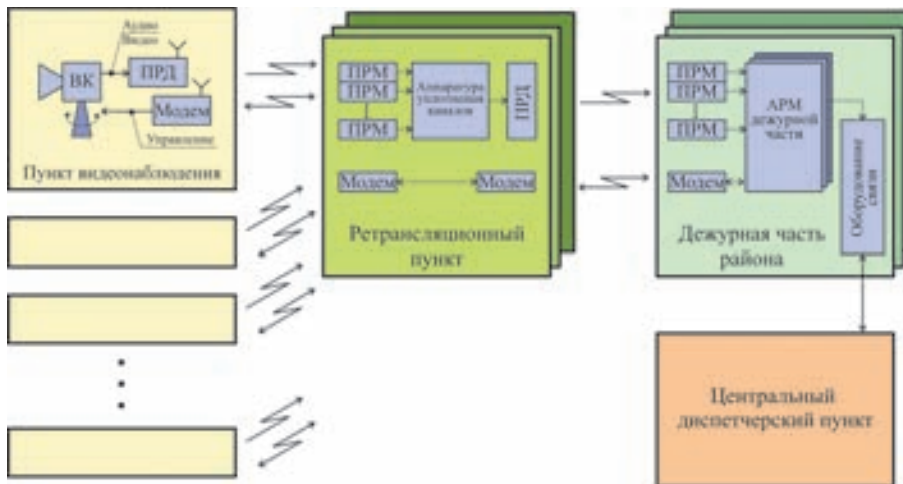 Аудио
Видео
ВК
ПРД
Модем
Управление
Пункт видеонаблюдения
ПРМ
ПРМ
ПРМ
Аппаратура
уплотнения
каналов
ПРД
Модем
Модем
Ретрансляционный
пункт
ПРМ
ПРМ
ПРМ
Модем
АРМ
дежурной
части
Оборудование
связи
Дежурная часть
района
Центральный
диспетчерский пункт